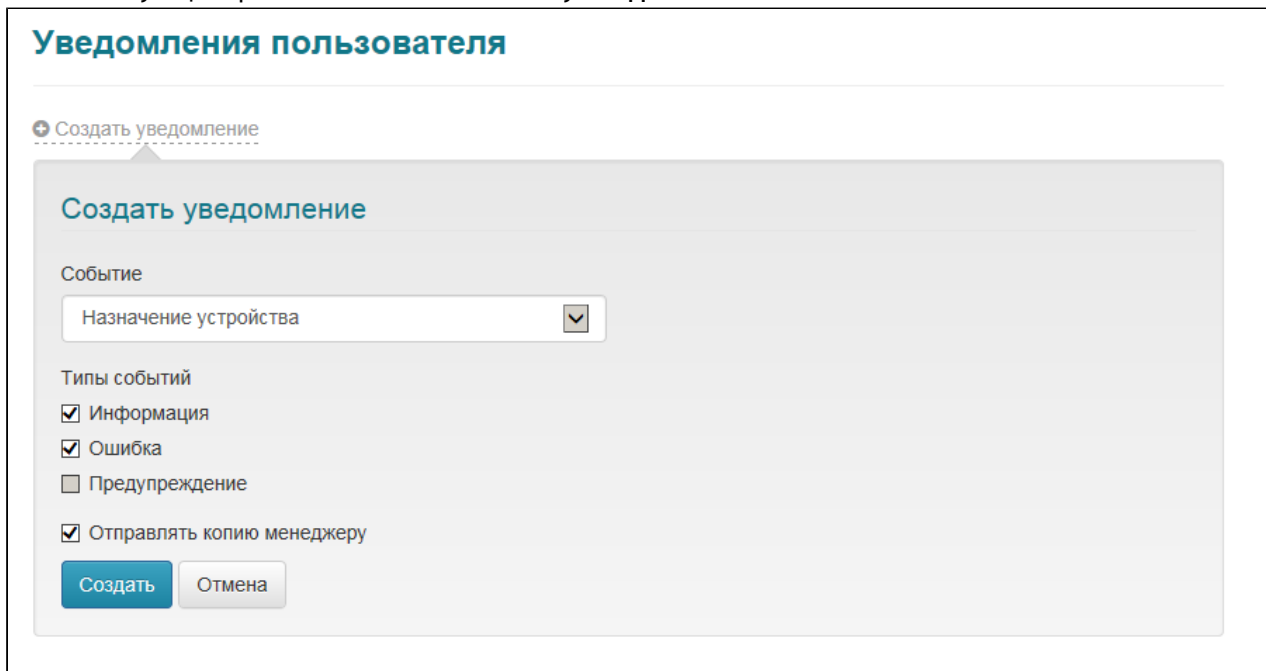 Уведомления пользователя
Создать уведомление
Создать уведомление
Событие
Назначение устройства
Типы событий
Информация
Ошибка
Предупреждение
Отправлять копию менеджеру
Создать Отмена